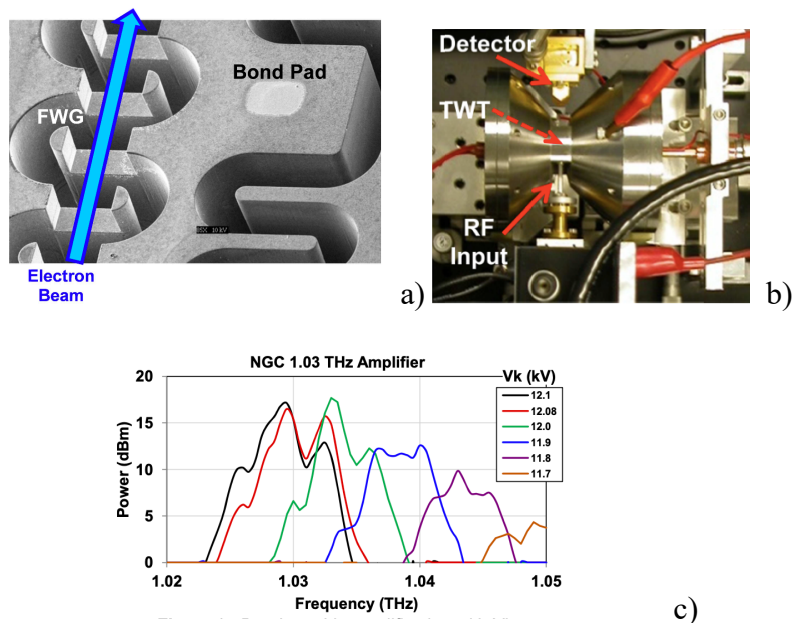 FWG
Bond Pad
Electron
Beam
a)
Detector
TWT
RF
Input
b)
NGC 1.03 THz Amplifier
Vk (kV)
12.1
12.08
12.0
11.9
11.8
11.7
Power (dBm)
20
15
10
5
0
1.02
1.03
1.04
1.05
Frequency (THz)
c)